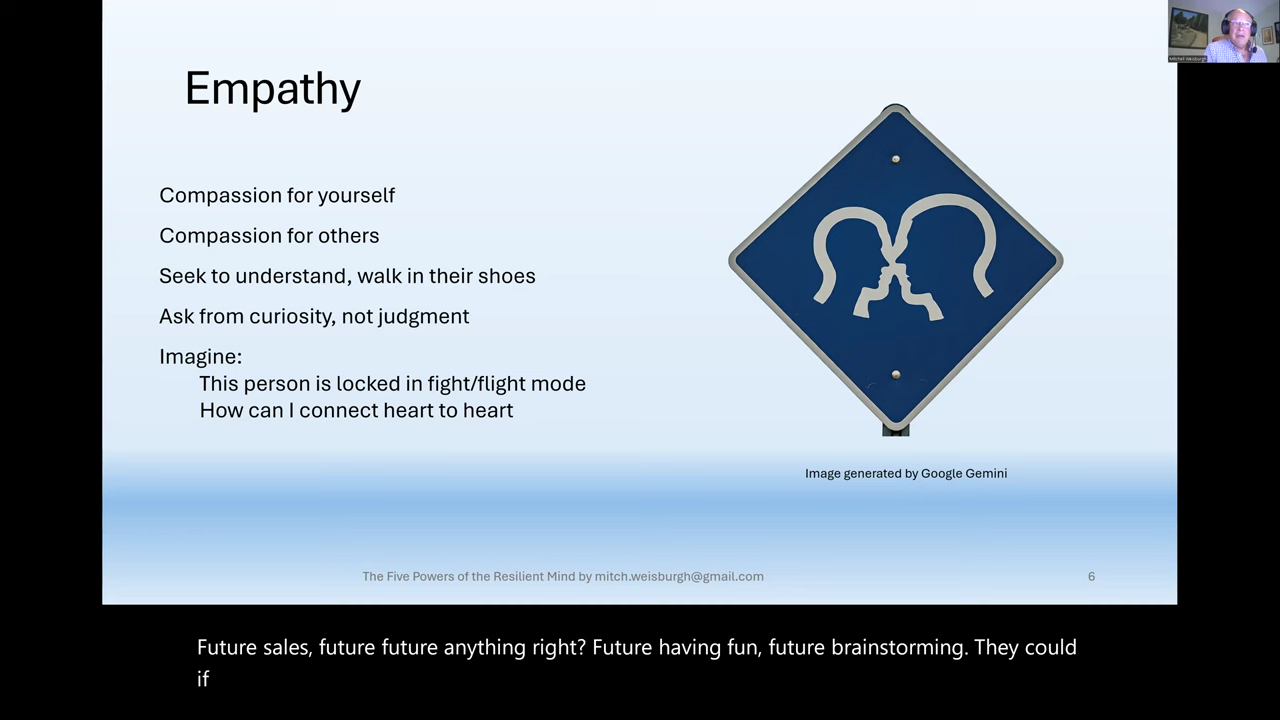 Empathy
Compassion for yourself
Compassion for others
Seek to understand, walk in their shoes
Ask from curiosity, not judgment
Imagine:
This person is locked in fight/flight mode
How can I connect heart to heart
Image generated by Google Gemini
The Five Powers of the Resilient Mind by mitch.weisburgh@gmail.com
6
Mitchell Weisburgh
Future sales, future future anything right? Future having fun, future brainstorming. They could
if